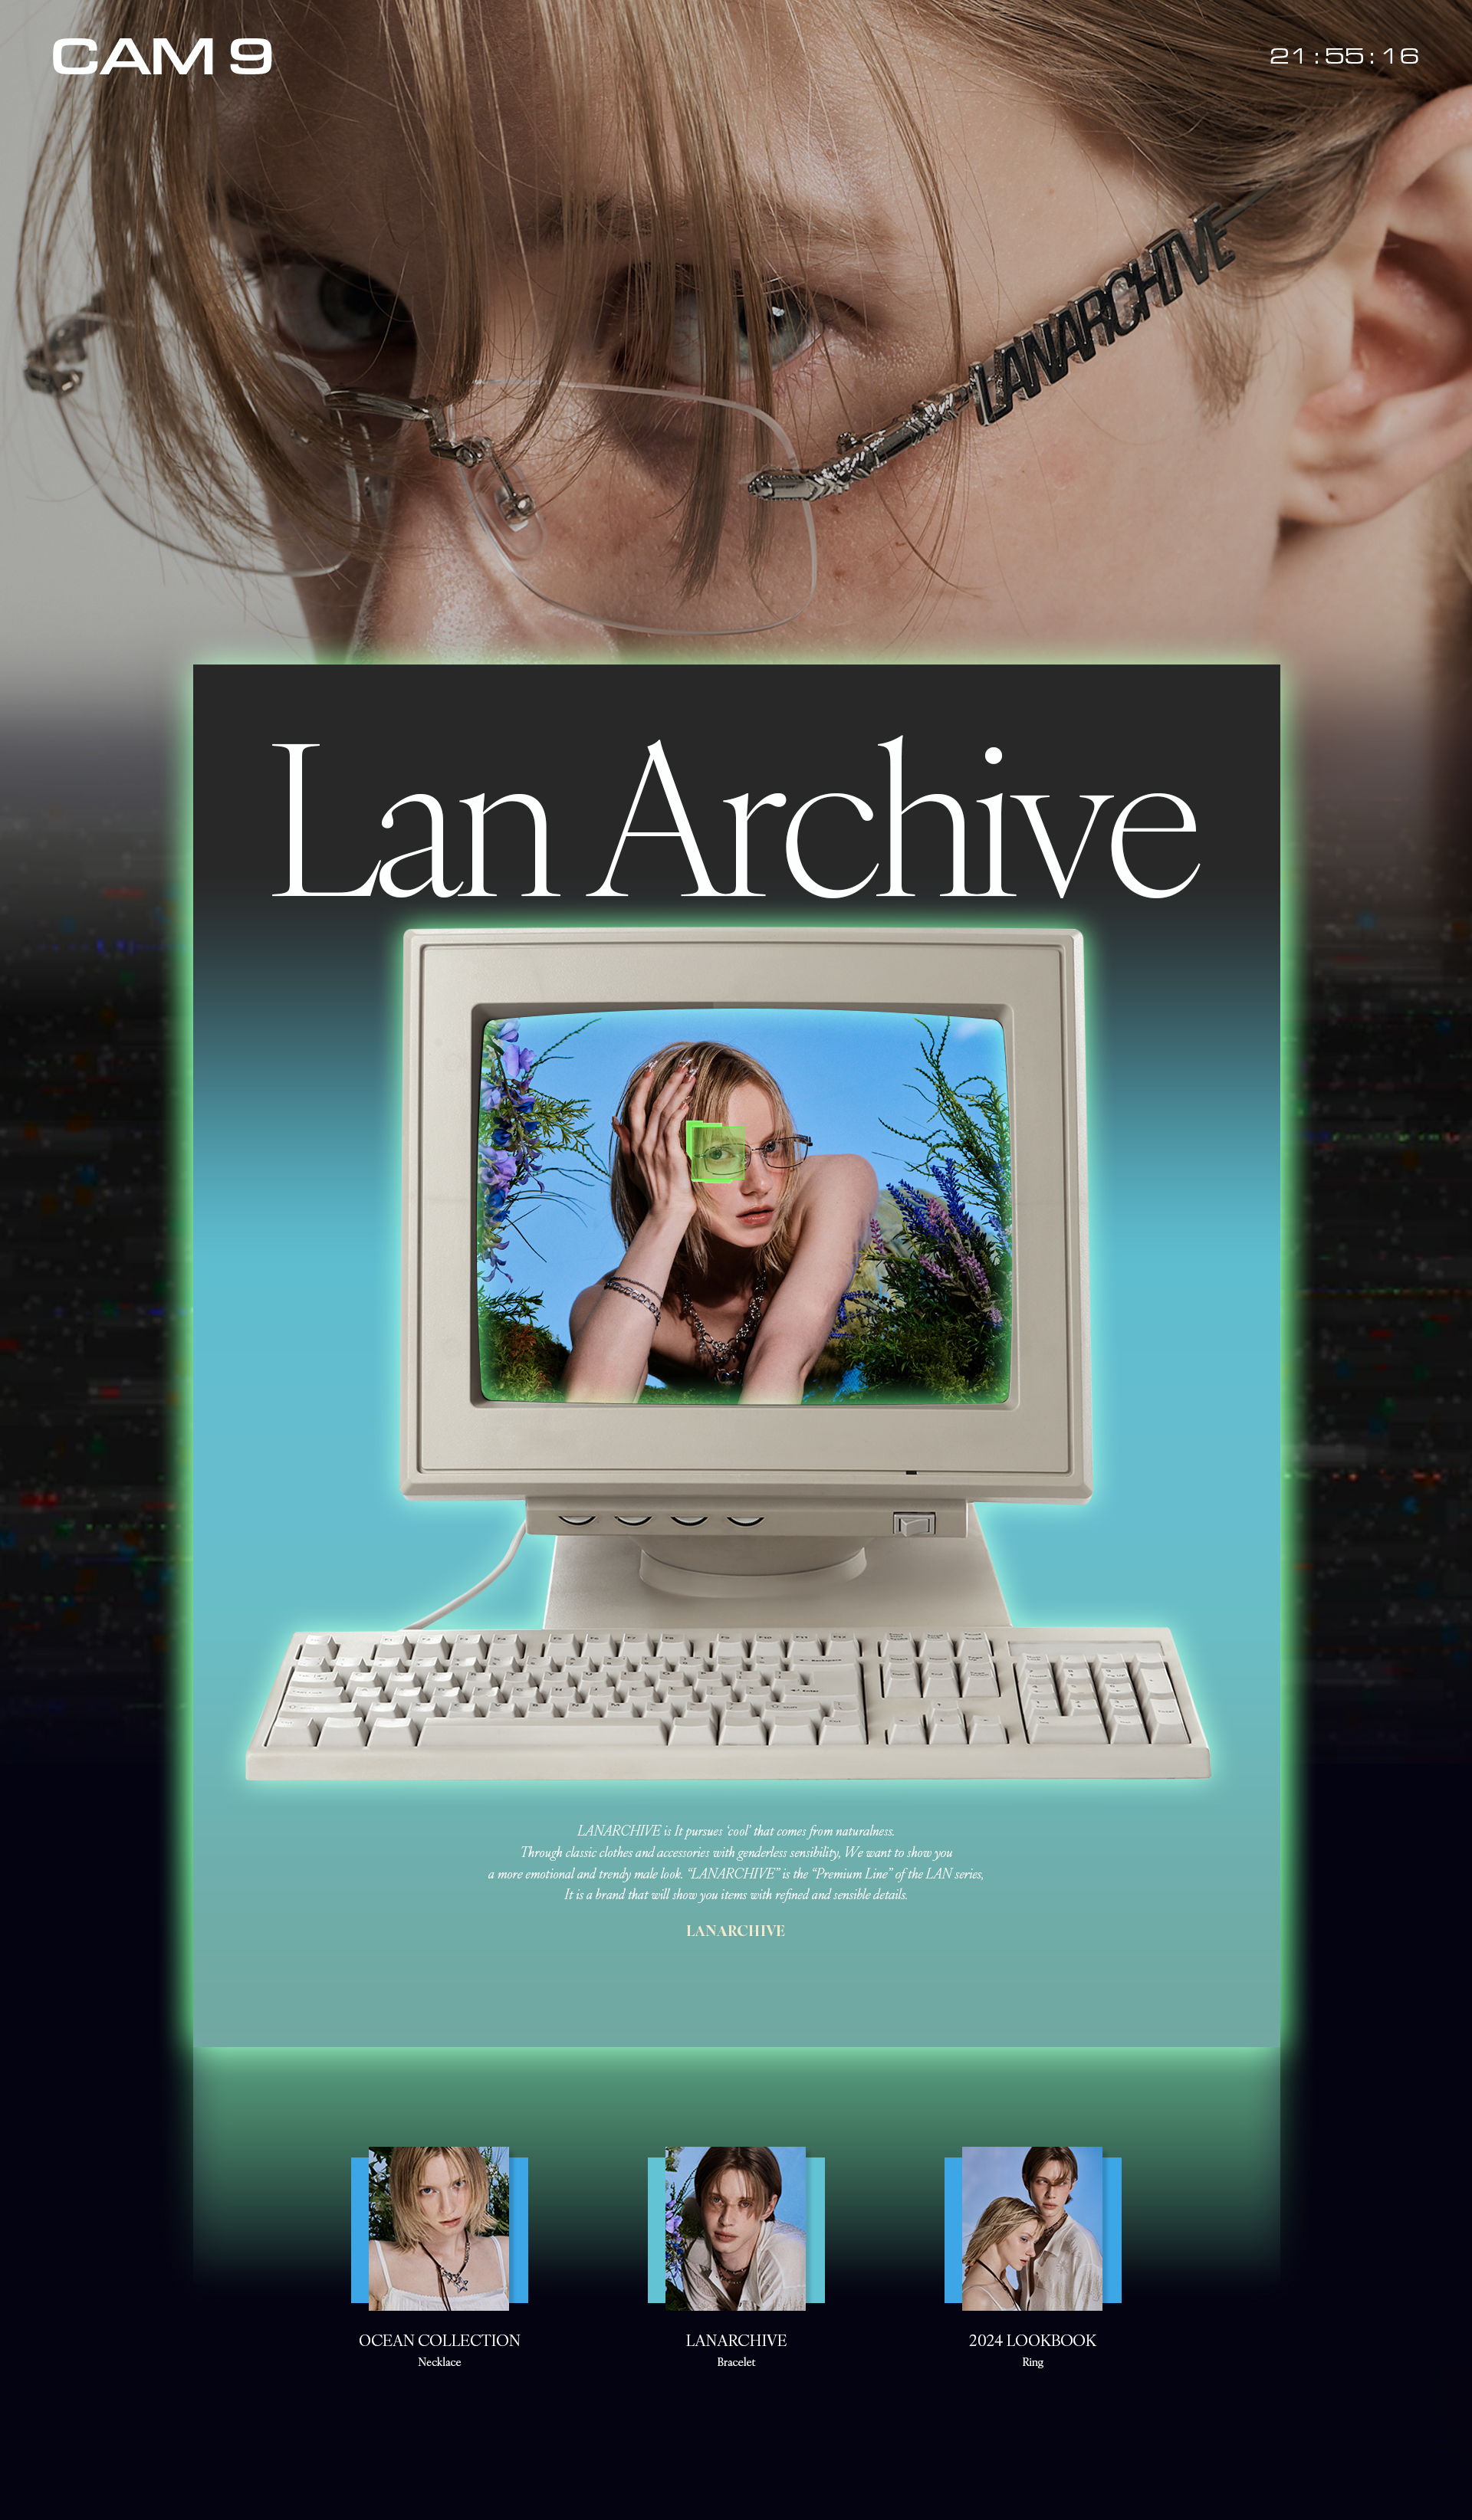 CAM 9
21:55:16
LANARCHIVE
Lan Archive
LANARCHIVE is It pursues ‘cool’ that comes from naturalness.
Through classic clothes and accessories with genderless sensibility, We want to show you
a more emotional and trendy male look. “LANARCHIVE” is the “Premium Line” of the LAN series,
It is a brand that will show you items with refined and sensible details.
LANARCHIVE
OCEAN COLLECTION
Necklace
LANARCHIVE
Bracelet
2024 LOOKBOOK
Ring